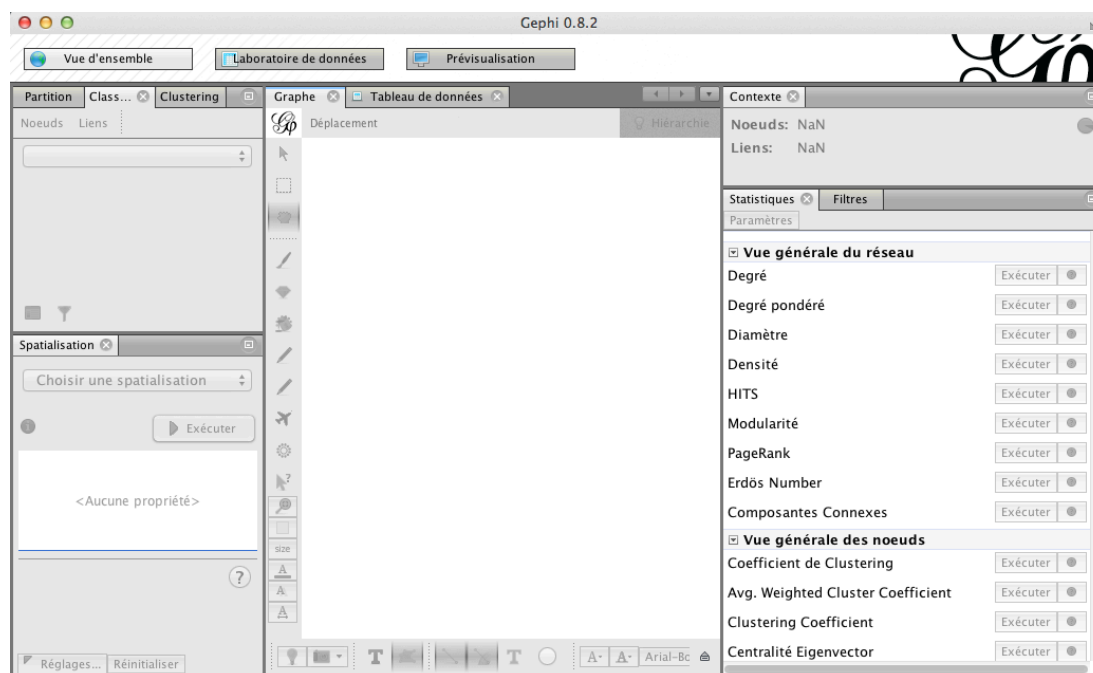 Gephi 0.8.2
Vue d'ensemble
Laboratoire de données
Prévisualisation
Partition Class... Clustering
Noeuds Liens
Spatialisation
Choisir une spatialisation
Exécuter
<Aucune propriété>
?
Réglages... Réinitialiser
Graphe Tableau de données
Déplacement Hiérarchie
size
A
A
A
T T A- A- Arial-Bc
Contexte
Noeuds: NaN
Liens: NaN
Statistiques Filtres
Paramètres
Vue générale du réseau
Degré Exécuter
Degré pondéré Exécuter
Diamètre Exécuter
Densité Exécuter
HITS Exécuter
Modularité Exécuter
PageRank Exécuter
Erdös Number Exécuter
Composantes Connexes Exécuter
Vue générale des noeuds
Coefficient de Clustering Exécuter
Avg. Weighted Cluster Coefficient Exécuter
Clustering Coefficient Exécuter
Centralité Eigenvector Exécuter